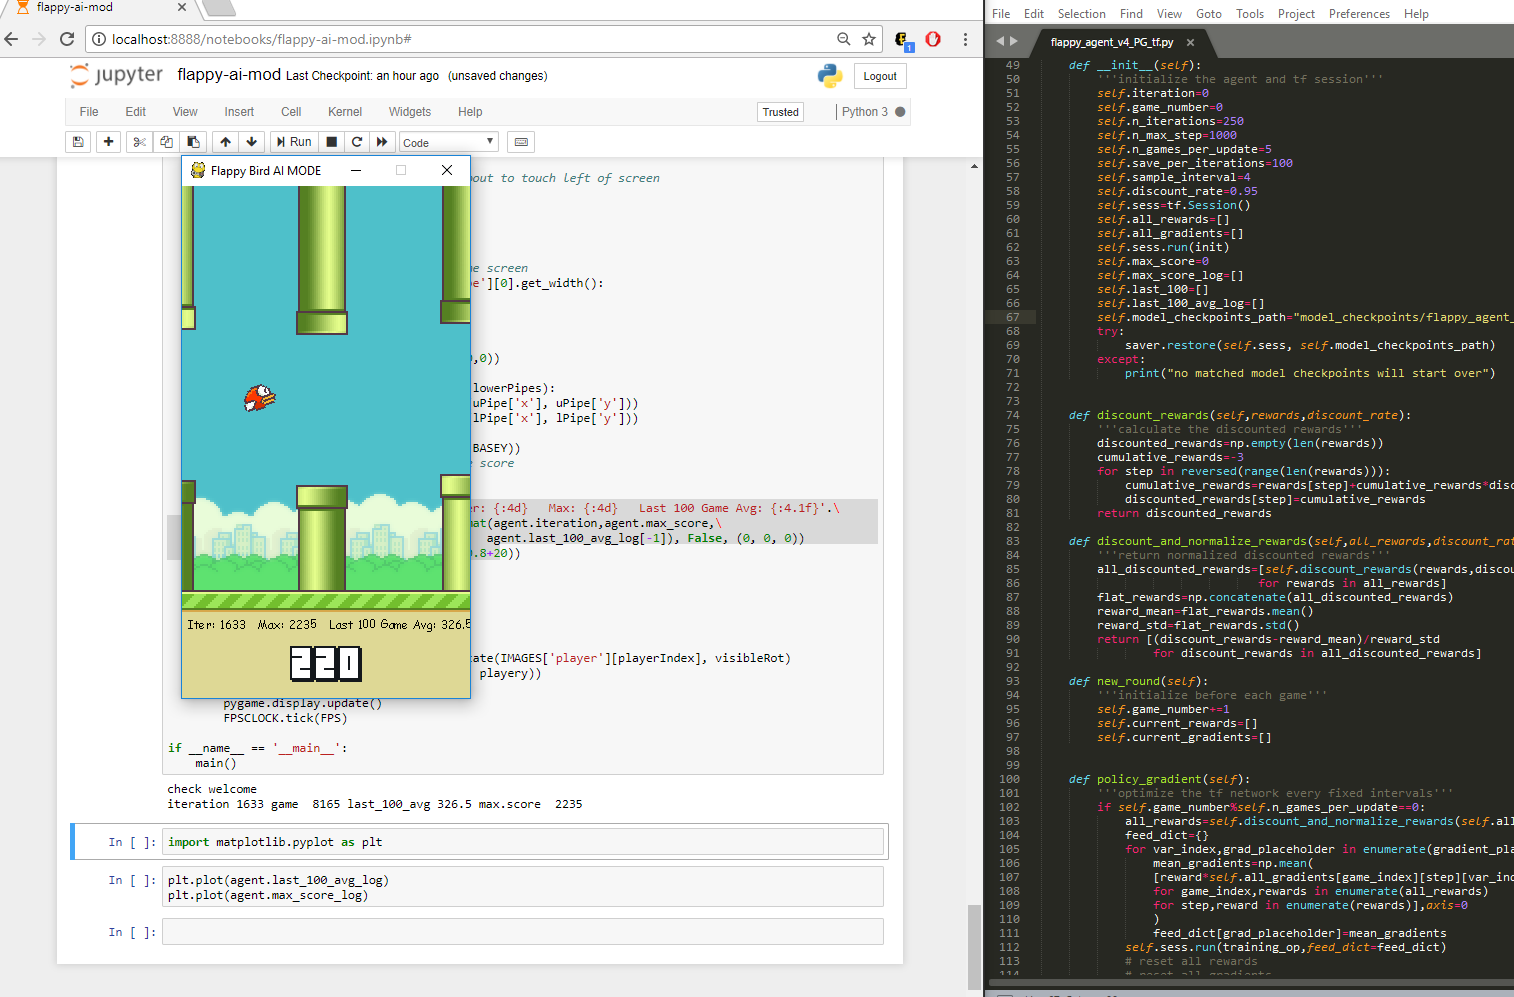 flappy-ai-mod
localhost:8888/notebooks/flappy-ai-mod.ipynb#
jupyter flappy-ai-mod Last Checkpoint: an hour ago (unsaved changes)
Logout
File Edit View Insert Cell Kernel Widgets Help
Trusted
Python 3
Run
Code
Flappy Bird AI MODE
out to touch left of screen
e screen
e'][0].get_width():
,0))
lowerPipes):
uPipe['x'], uPipe['y']))
lPipe['x'], lPipe['y']))
BASEY))
score
er: {:4d}   Max: {:4d}   Last 100 Game Avg: {:4.1f}'.\
at(agent.iteration,agent.max_score,\
agent.last_100_avg_log[-1]), False, (0, 0, 0))
0.8+20))
Iter: 1633 Max: 2235 Last 100 Game Avg: 326.5
220
ate(IMAGES['player'][playerIndex], visibleRot)
playery))
pygame.display.update()
FPSCLOCK.tick(FPS)
if __name__ == '__main__':
main()
check welcome
iteration 1633 game  8165 last_100_avg 326.5 max.score  2235
In [ ]: import matplotlib.pyplot as plt
In [ ]: plt.plot(agent.last_100_avg_log)
plt.plot(agent.max_score_log)
In [ ]:
File Edit Selection Find View Goto Tools Project Preferences Help
flappy_agent_v4_PG_tf.py
49 def __init__(self):
50 '''initialize the agent and tf session'''
51 self.iteration=0
52 self.game_number=0
53 self.n_iterations=250
54 self.n_max_step=1000
55 self.n_games_per_update=5
56 self.save_per_iterations=100
57 self.sample_interval=4
58 self.discount_rate=0.95
59 self.sess=tf.Session()
60 self.all_rewards=[]
61 self.all_gradients=[]
62 self.sess.run(init)
63 self.max_score=0
64 self.max_score_log=[]
65 self.last_100=[]
66 self.last_100_avg_log=[]
67 self.model_checkpoints_path="model_checkpoints/flappy_agent_
68 try:
69 saver.restore(self.sess, self.model_checkpoints_path)
70 except:
71 print("no matched model checkpoints will start over")
72
73
74 def discount_rewards(self,rewards,discount_rate):
75 '''calculate the discounted rewards'''
76 discounted_rewards=np.empty(len(rewards))
77 cumulative_rewards=-3
78 for step in reversed(range(len(rewards))):
79 cumulative_rewards=rewards[step]+cumulative_rewards*disc
80 discounted_rewards[step]=cumulative_rewards
81 return discounted_rewards
82
83 def discount_and_normalize_rewards(self,all_rewards,discount_rat
84 '''return normalized discounted rewards'''
85 all_discounted_rewards=[self.discount_rewards(rewards,discou
86 for rewards in all_rewards]
87 flat_rewards=np.concatenate(all_discounted_rewards)
88 reward_mean=flat_rewards.mean()
89 reward_std=flat_rewards.std()
90 return [(discount_rewards-reward_mean)/reward_std
91 for discount_rewards in all_discounted_rewards]
92
93 def new_round(self):
94 '''initialize before each game'''
95 self.game_number+=1
96 self.current_rewards=[]
97 self.current_gradients=[]
98
99
100 def policy_gradient(self):
101 '''optimize the tf network every fixed intervals'''
102 if self.game_number%self.n_games_per_update==0:
103 all_rewards=self.discount_and_normalize_rewards(self.all
104 feed_dict={}
105 for var_index,grad_placeholder in enumerate(gradient_pla
106 mean_gradients=np.mean(
107 [reward*self.all_gradients[game_index][step][var_ind
108 for game_index,rewards in enumerate(all_rewards)
109 for step,reward in enumerate(rewards)],axis=0
110 )
111 feed_dict[grad_placeholder]=mean_gradients
112 self.sess.run(training_op,feed_dict=feed_dict)
113 # reset all rewards
114 # reset all gradients